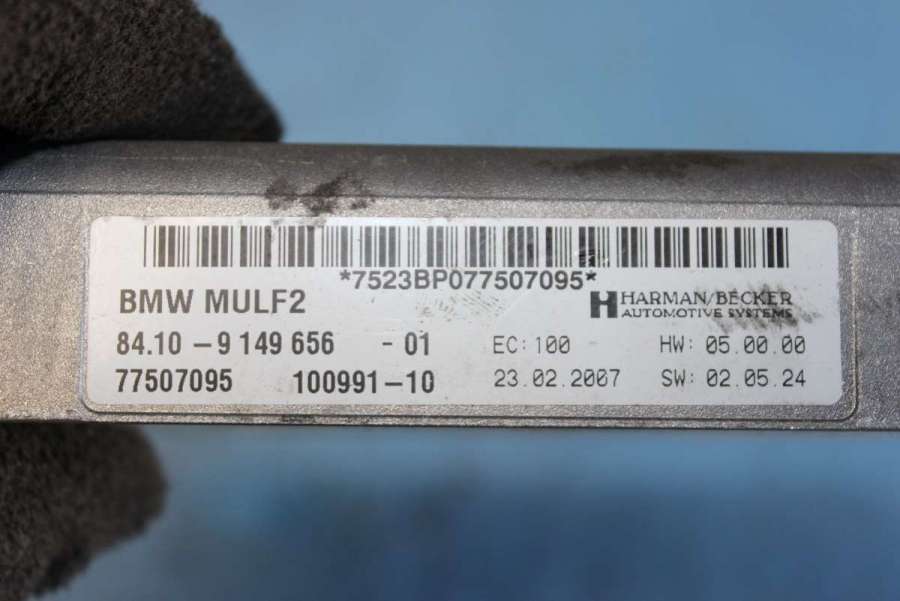 *7523BP077507095*
BMW MULF2
HARMAN/BECKER
AUTOMOTIVE SYSTEMS
84.10 - 9 149 656 - 01 EC: 100 HW: 05.00.00
77507095 100991-10 23.02.2007 SW: 02.05.24